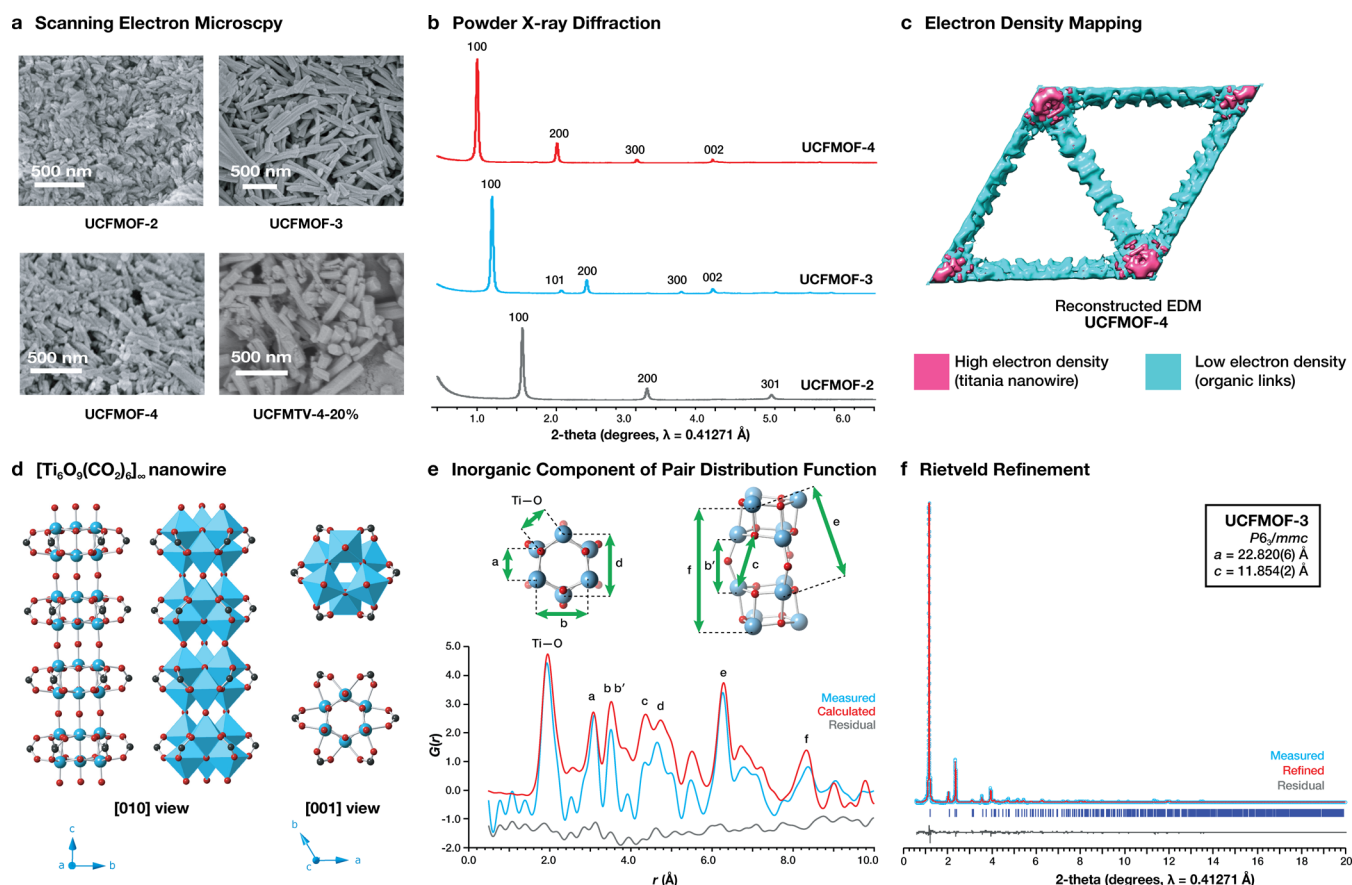 a Scanning Electron Microscpy
500 nm
UCFMOF-2
500 nm
UCFMOF-3
500 nm
UCFMOF-4
500 nm
UCFMTV-4-20%
b Powder X-ray Diffraction
100
200
300
002
UCFMOF-4
100
101
200
300
002
UCFMOF-3
100
200
301
UCFMOF-2
1.0 2.0 3.0 4.0 5.0 6.0
2-theta (degrees, λ = 0.41271 Å)
c Electron Density Mapping
Reconstructed EDM
UCFMOF-4
High electron density
(titania nanowire)
Low electron density
(organic links)
d [Ti₆O₉(CO₂)₆]∞ nanowire
[010] view
c
a
b
[001] view
b
c
a
e Inorganic Component of Pair Distribution Function
Ti—O
a
d
b
f
b′
c
e
5.0
4.0
3.0
2.0
1.0
0.0
-1.0
-2.0
G(r)
Ti—O
a
b b′
c
d
e
f
Measured
Calculated
Residual
0.0 2.0 4.0 6.0 8.0 10.0
r (Å)
f Rietveld Refinement
UCFMOF-3
P6₃/mmc
a = 22.820(6) Å
c = 11.854(2) Å
Measured
Refined
Residual
0 2 4 6 8 10 12 14 16 18 20
2-theta (degrees, λ = 0.41271 Å)